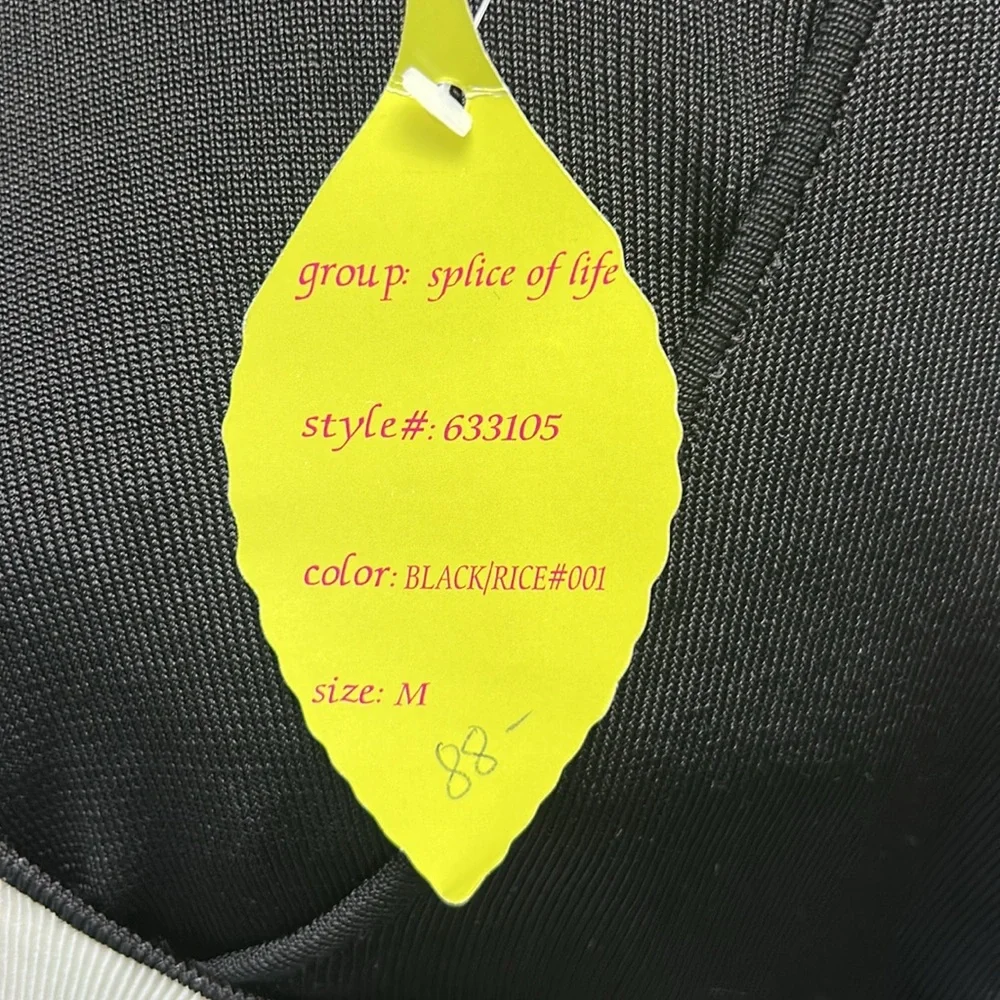 group: splice of life
style#: 633105
color: BLACK/RICE#001
size: M
88-